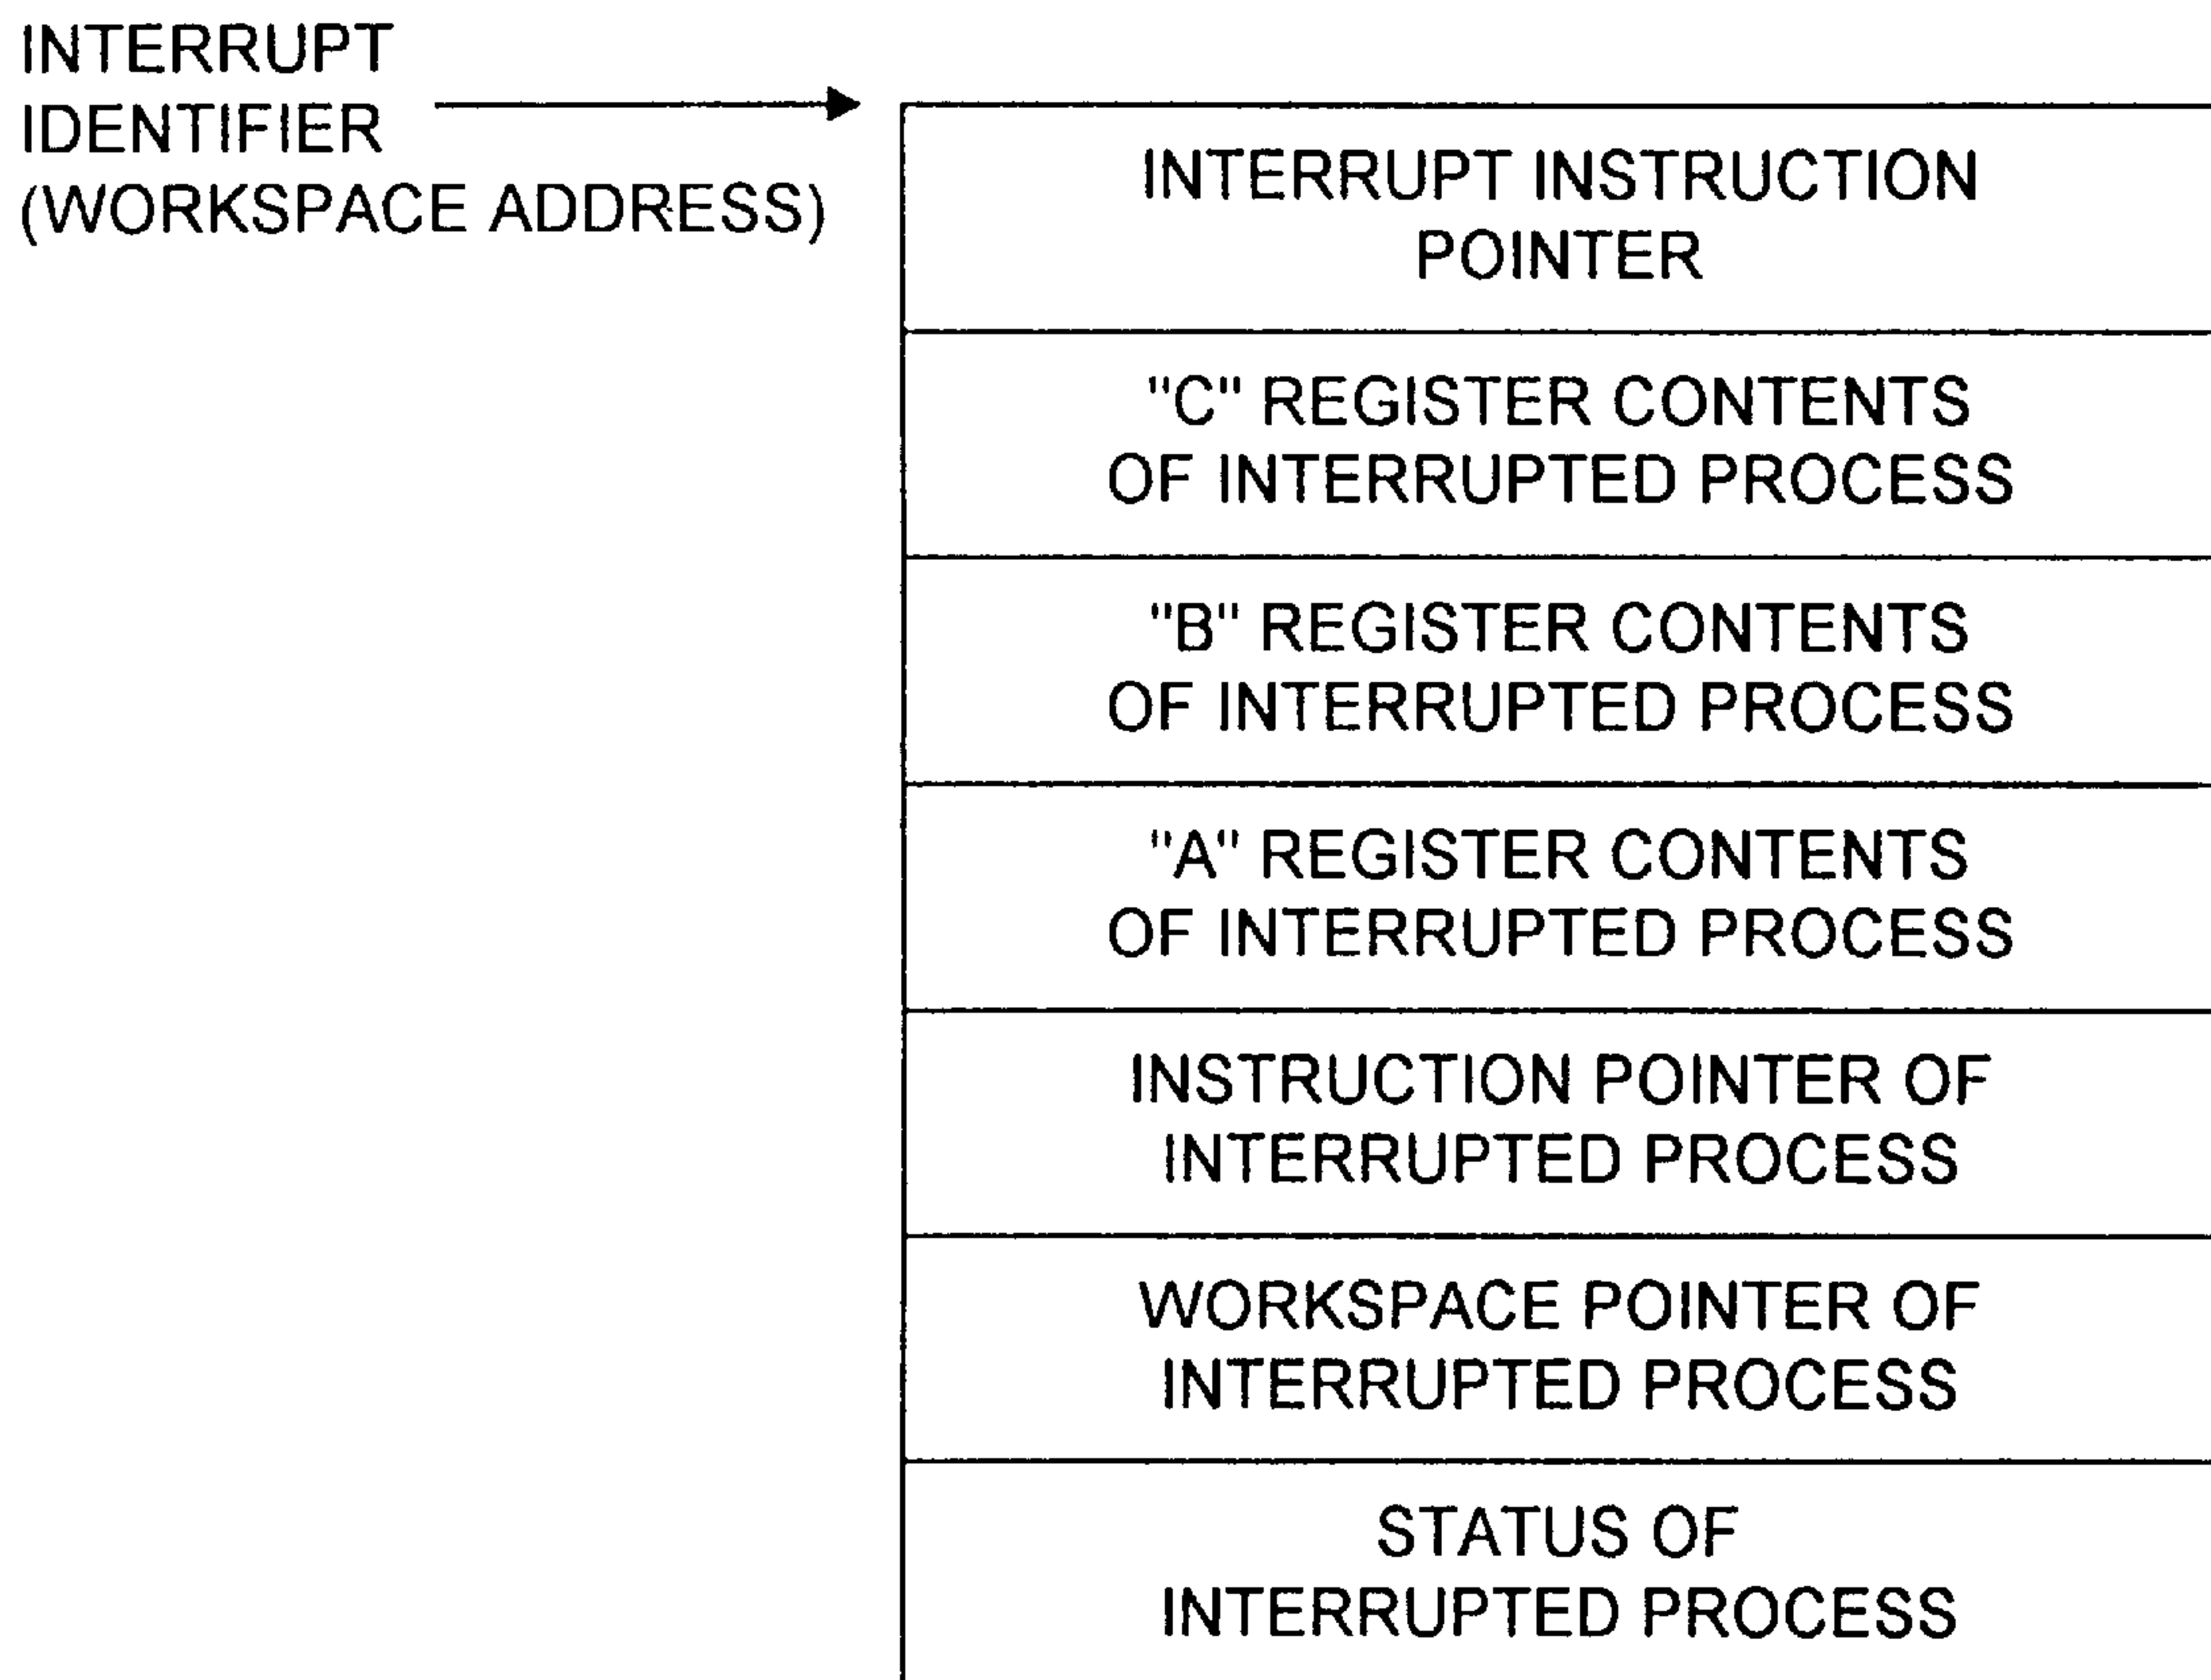 INTERRUPT
IDENTIFIER
(WORKSPACE ADDRESS)
INTERRUPT INSTRUCTION
POINTER
"C" REGISTER CONTENTS
OF INTERRUPTED PROCESS
"B" REGISTER CONTENTS
OF INTERRUPTED PROCESS
"A" REGISTER CONTENTS
OF INTERRUPTED PROCESS
INSTRUCTION POINTER OF
INTERRUPTED PROCESS
WORKSPACE POINTER OF
INTERRUPTED PROCESS
STATUS OF
INTERRUPTED PROCESS